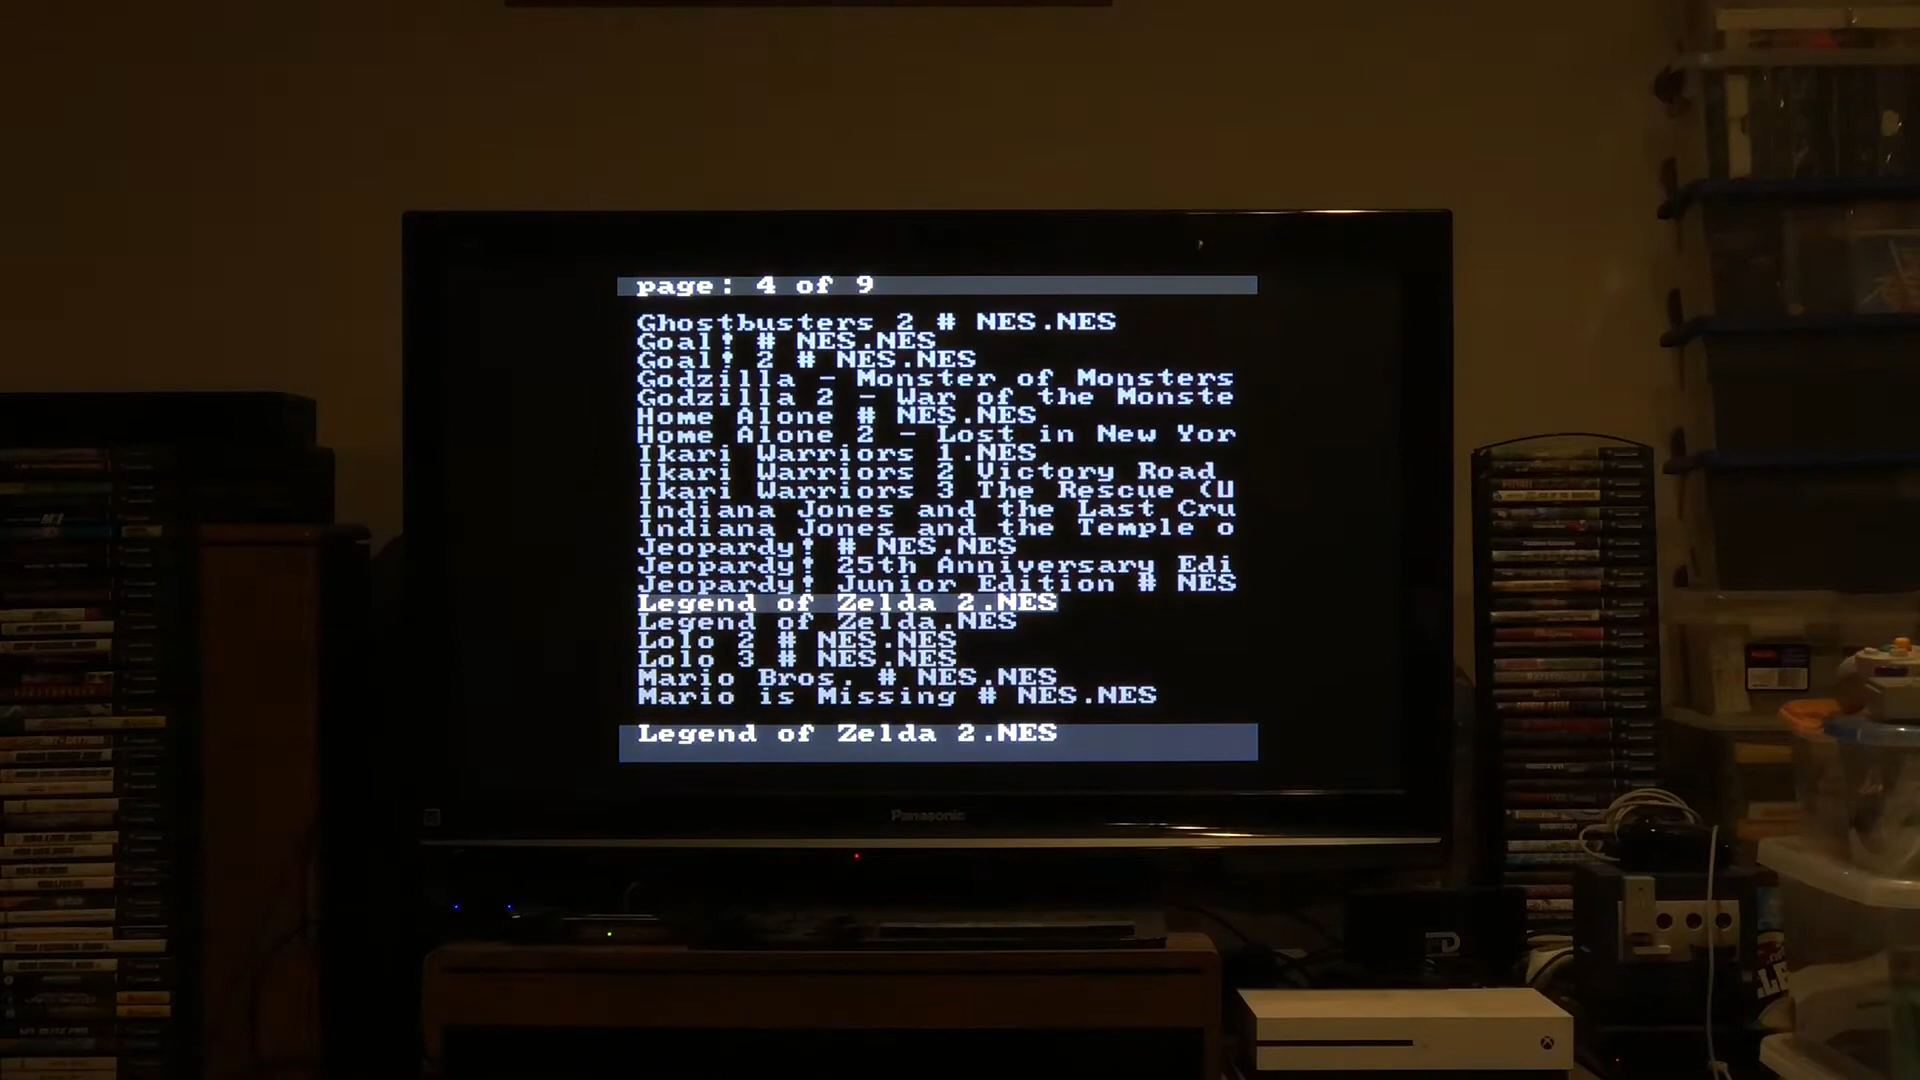 page: 4 of 9
Ghostbusters 2 # NES.NES
Goal! # NES.NES
Goal! 2 # NES.NES
Godzilla - Monster of Monsters
Godzilla 2 - War of the Monste
Home Alone # NES.NES
Home Alone 2 - Lost in New Yor
Ikari Warriors 1.NES
Ikari Warriors 2 Victory Road
Ikari Warriors 3 The Rescue (U
Indiana Jones and the Last Cru
Indiana Jones and the Temple o
Jeopardy! # NES.NES
Jeopardy! 25th Anniversary Edi
Jeopardy! Junior Edition # NES
Legend of Zelda 2.NES
Legend of Zelda.NES
Lolo 2 # NES.NES
Lolo 3 # NES.NES
Mario Bros. # NES.NES
Mario is Missing # NES.NES
Legend of Zelda 2.NES
Panasonic